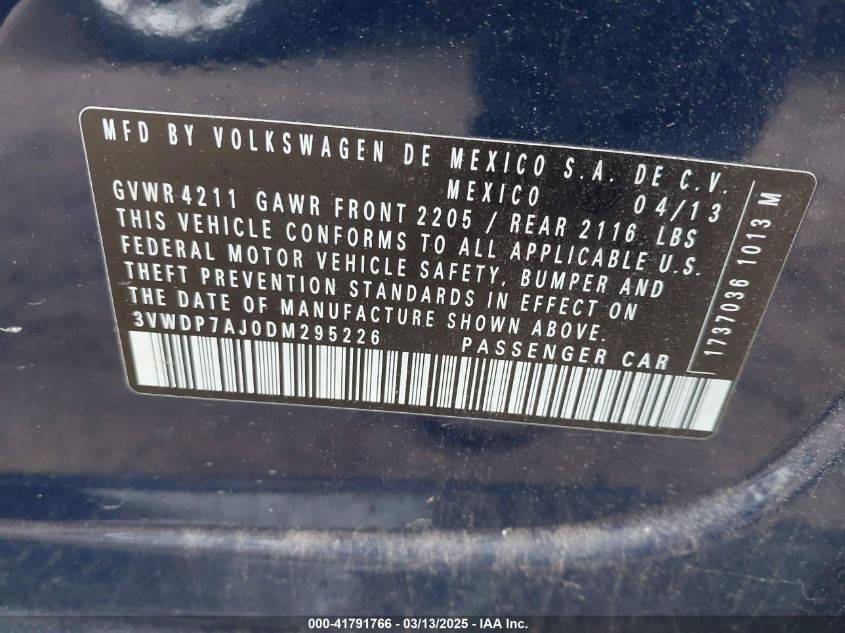 MFD BY VOLKSWAGEN DE MEXICO S.A. DE C.V.
MEXICO 04/13
GVWR 4211 GAWR FRONT 2205 / REAR 2116 LBS
THIS VEHICLE CONFORMS TO ALL APPLICABLE U.S.
FEDERAL MOTOR VEHICLE SAFETY, BUMPER AND
THEFT PREVENTION STANDARDS IN EFFECT ON
THE DATE OF MANUFACTURE SHOWN ABOVE.
3VWDP7AJ0DM295226 PASSENGER CAR
1737036 1013 M
000-41791766 - 03/13/2025 - IAA Inc.